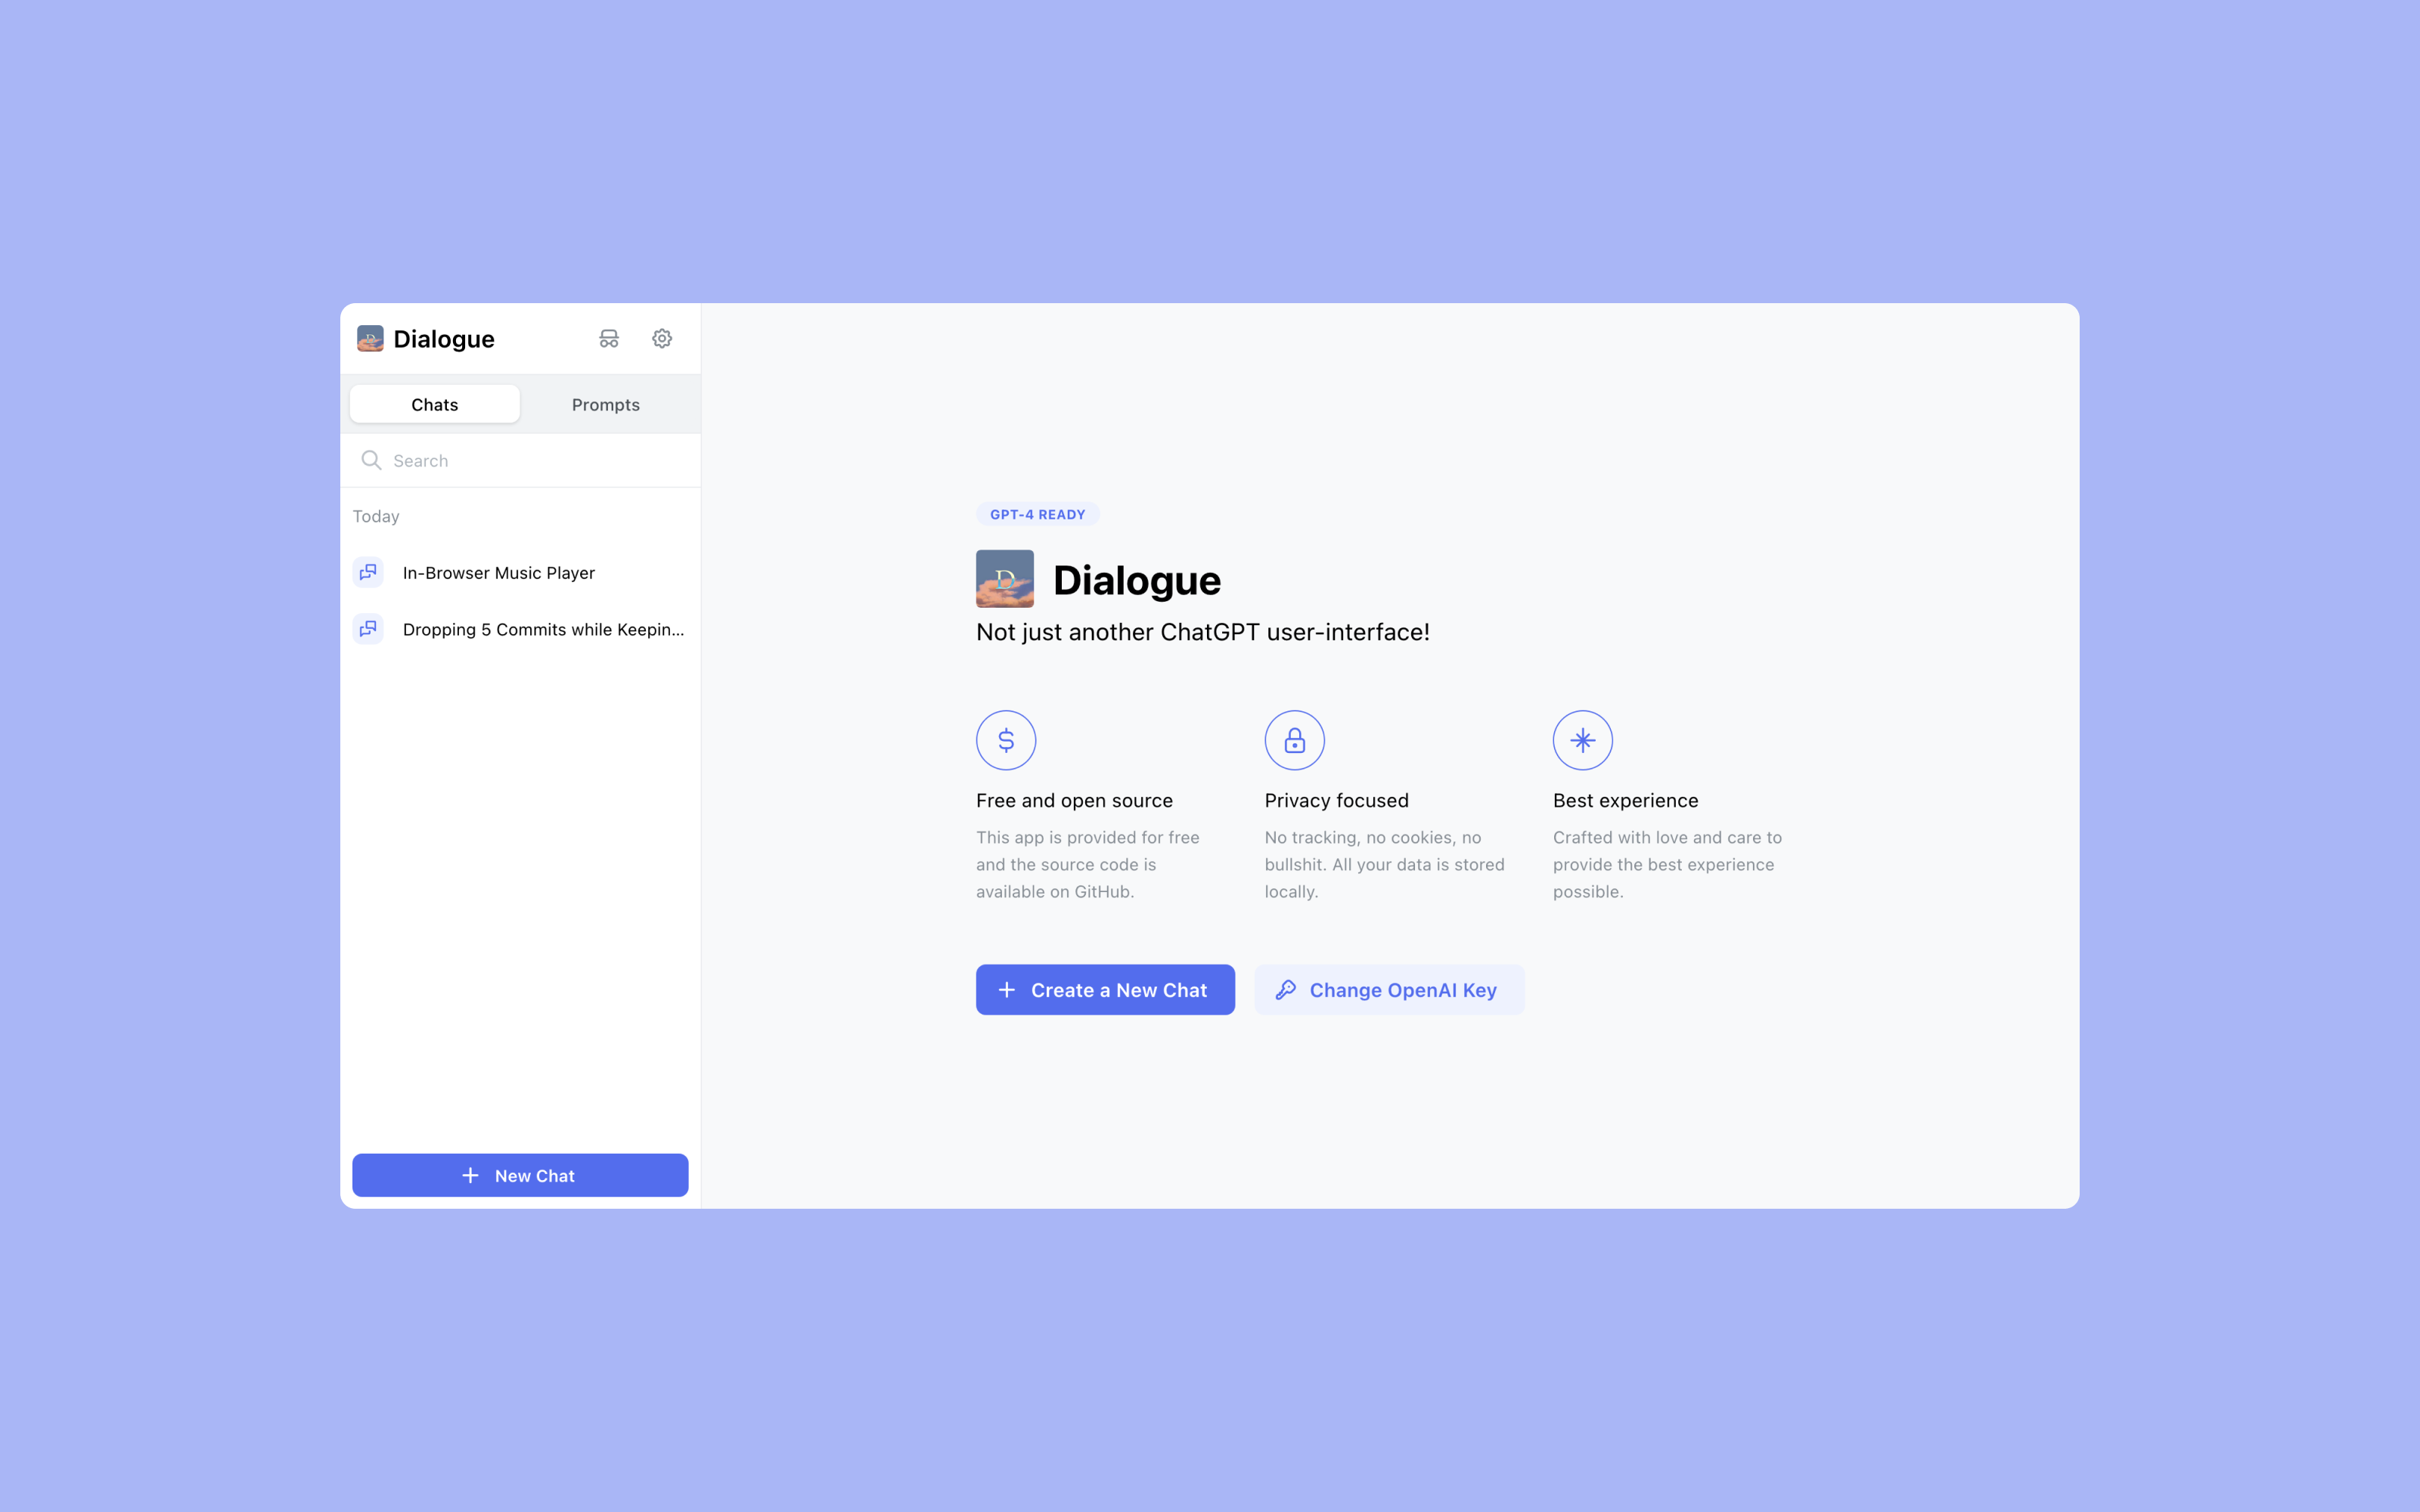 Dialogue
Chats
Prompts
Search
Today
In-Browser Music Player
Dropping 5 Commits while Keepin...
New Chat
GPT-4 READY
D
Dialogue
Not just another ChatGPT user-interface!
Free and open source
This app is provided for free
and the source code is
available on GitHub.
Privacy focused
No tracking, no cookies, no
bullshit. All your data is stored
locally.
Best experience
Crafted with love and care to
provide the best experience
possible.
Create a New Chat
Change OpenAI Key